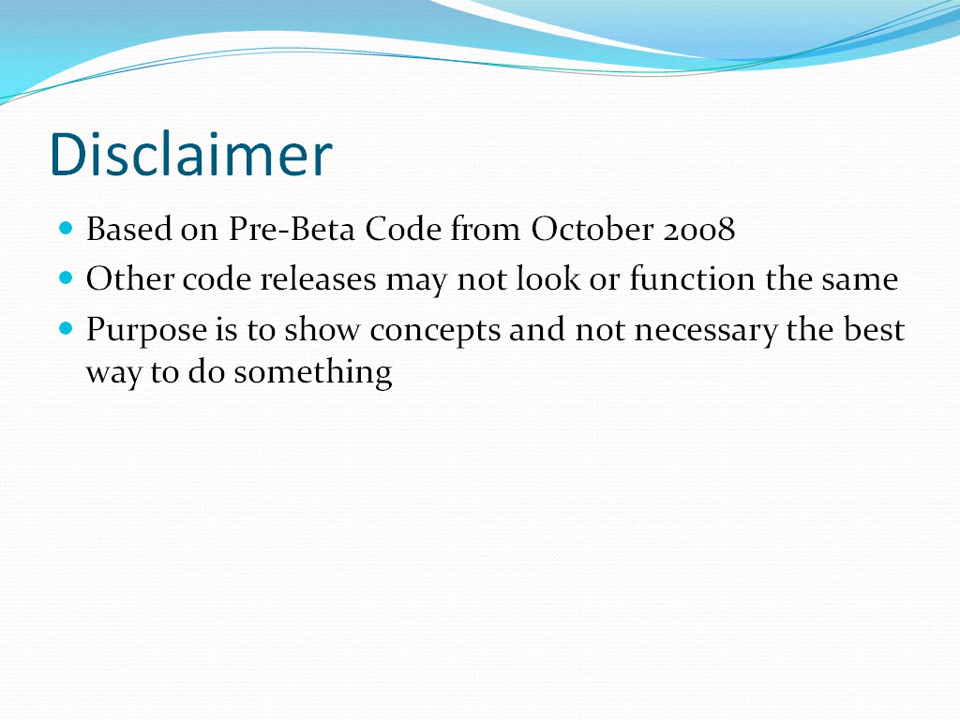 Disclaimer
Based on Pre-Beta Code from October 2008
Other code releases may not look or function the same
Purpose is to show concepts and not necessary the best
way to do something